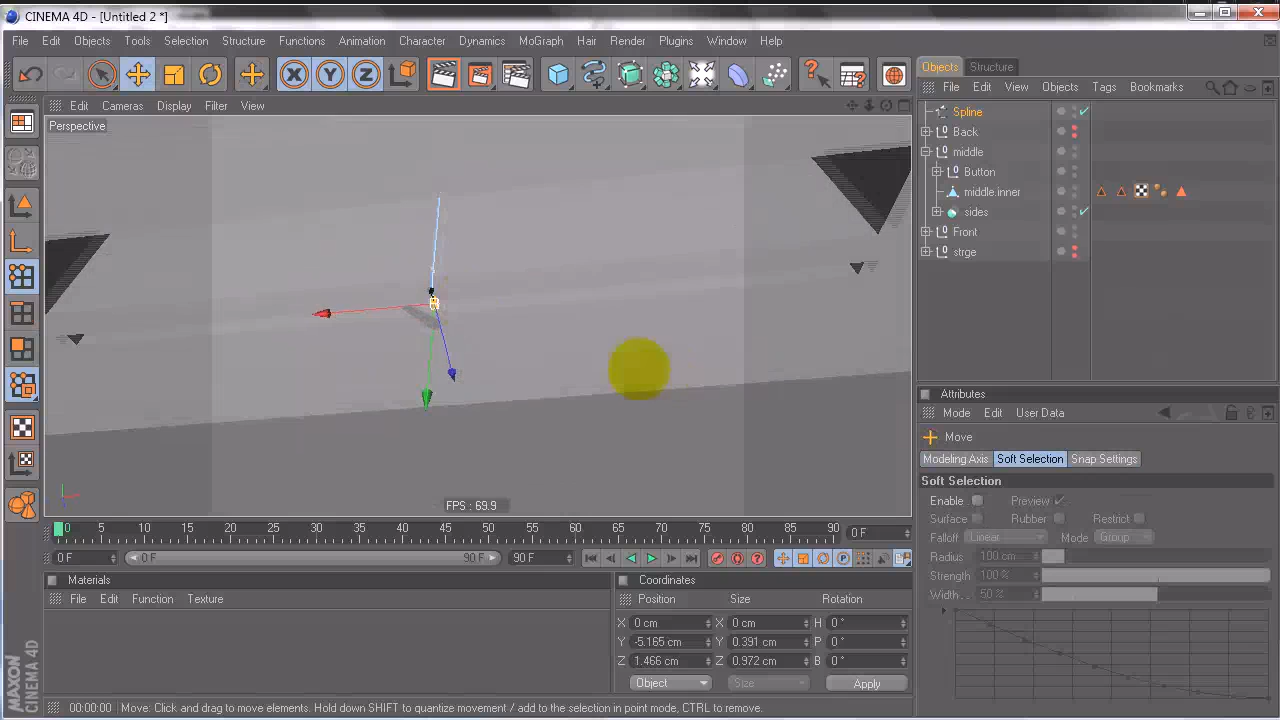 CINEMA 4D - [Untitled 2 *]
File Edit Objects Tools Selection Structure Functions Animation Character Dynamics MoGraph Hair Render Plugins Window Help
Objects Structure
Edit Cameras Display Filter View
File Edit View Objects Tags Bookmarks
Perspective
Spline
Back
middle
Button
middle.inner
sides
Front
strge
Attributes
Mode Edit User Data
Move
Modeling Axis Soft Selection Snap Settings
Soft Selection
Enable Preview
Surface Rubber Restrict
Falloff Linear Mode Group
Radius 100 cm
Strength 100 %
Width . . 50 %
FPS : 69.9
0 5 10 15 20 25 30 35 40 45 50 55 60 65 70 75 80 85 90 0 F
0 F 0 F 90 F 90 F
Materials
File Edit Function Texture
Coordinates
Position Size Rotation
X 0 cm X 0 cm H 0 °
Y -5.165 cm Y 0.391 cm P 0 °
Z 1.466 cm Z 0.972 cm B 0 °
Object Size Apply
MAXON CINEMA 4D
00:00:00 Move: Click and drag to move elements. Hold down SHIFT to quantize movement / add to the selection in point mode, CTRL to remove.